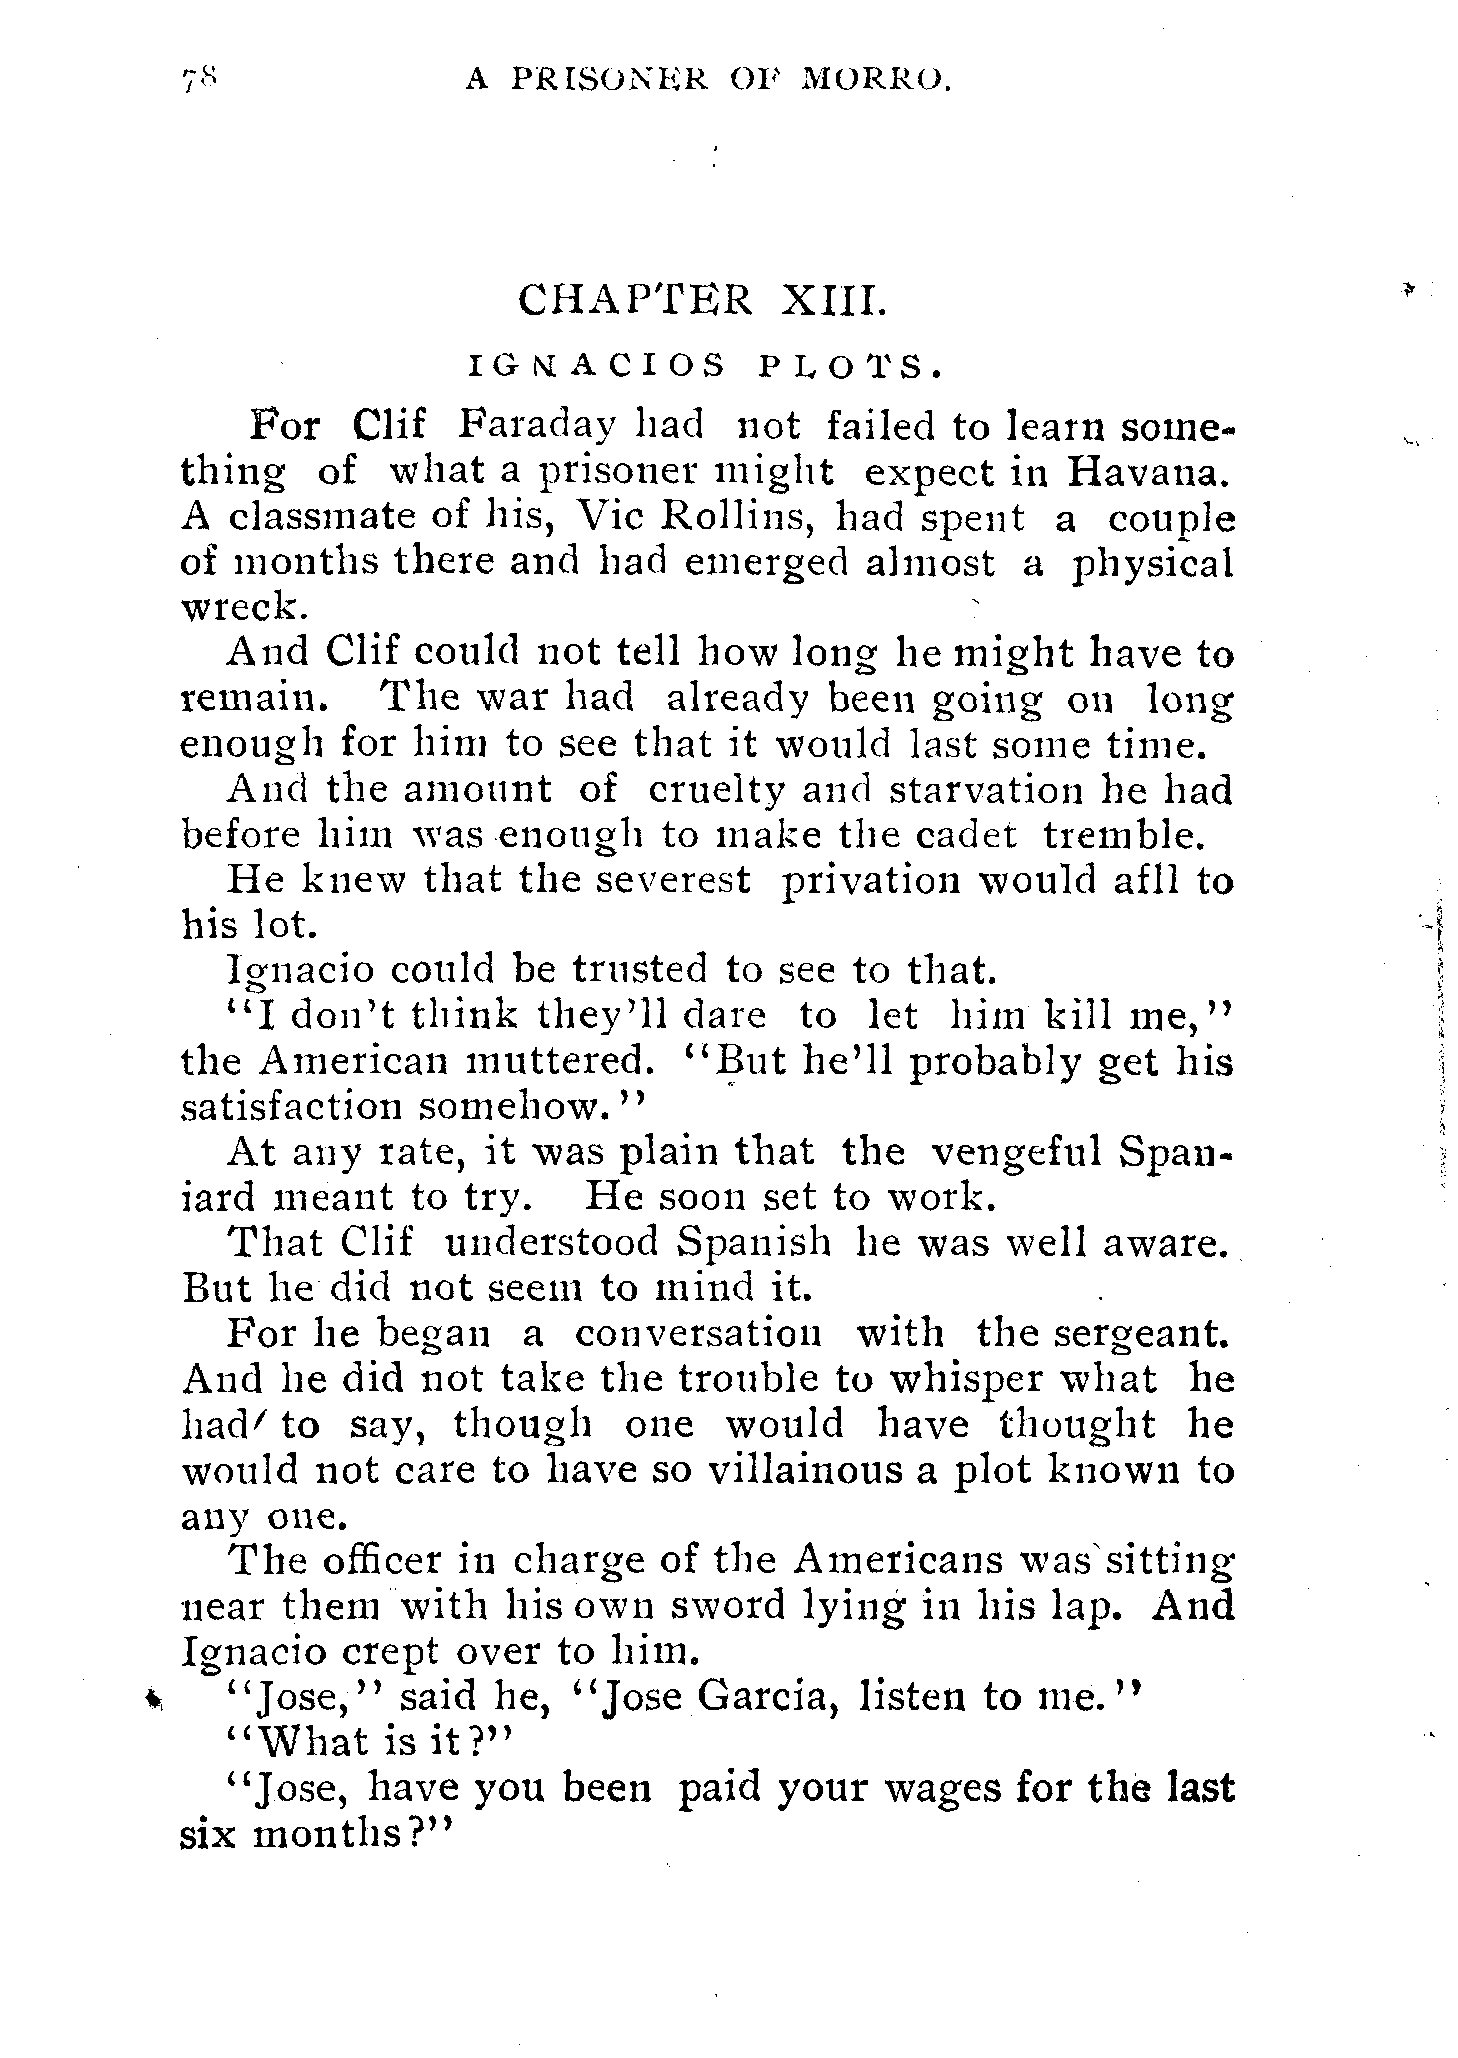 78 A PRISONER OF MORRO.
CHAPTER XIII.
IGNACIOS PLOTS.
For Clif Faraday had not failed to learn some-
thing of what a prisoner might expect in Havana.
A classmate of his, Vic Rollins, had spent a couple
of months there and had emerged almost a physical
wreck.
And Clif could not tell how long he might have to
remain. The war had already been going on long
enough for him to see that it would last some time.
And the amount of cruelty and starvation he had
before him was enough to make the cadet tremble.
He knew that the severest privation would afll to
his lot.
Ignacio could be trusted to see to that.
"I don't think they'll dare to let him kill me,"
the American muttered. "But he'll probably get his
satisfaction somehow."
At any rate, it was plain that the vengeful Span-
iard meant to try. He soon set to work.
That Clif understood Spanish he was well aware.
But he did not seem to mind it.
For he began a conversation with the sergeant.
And he did not take the trouble to whisper what he
had to say, though one would have thought he
would not care to have so villainous a plot known to
any one.
The officer in charge of the Americans was sitting
near them with his own sword lying in his lap. And
Ignacio crept over to him.
"Jose," said he, "Jose Garcia, listen to me."
"What is it?"
"Jose, have you been paid your wages for the last
six months?"